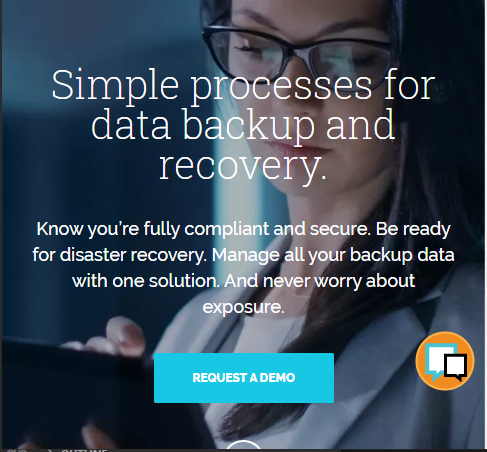 Simple processes for
data backup and
recovery.
Know you're fully compliant and secure. Be ready
for disaster recovery. Manage all your backup data
with one solution. And never worry about
exposure.
REQUEST A DEMO
OUTLINE